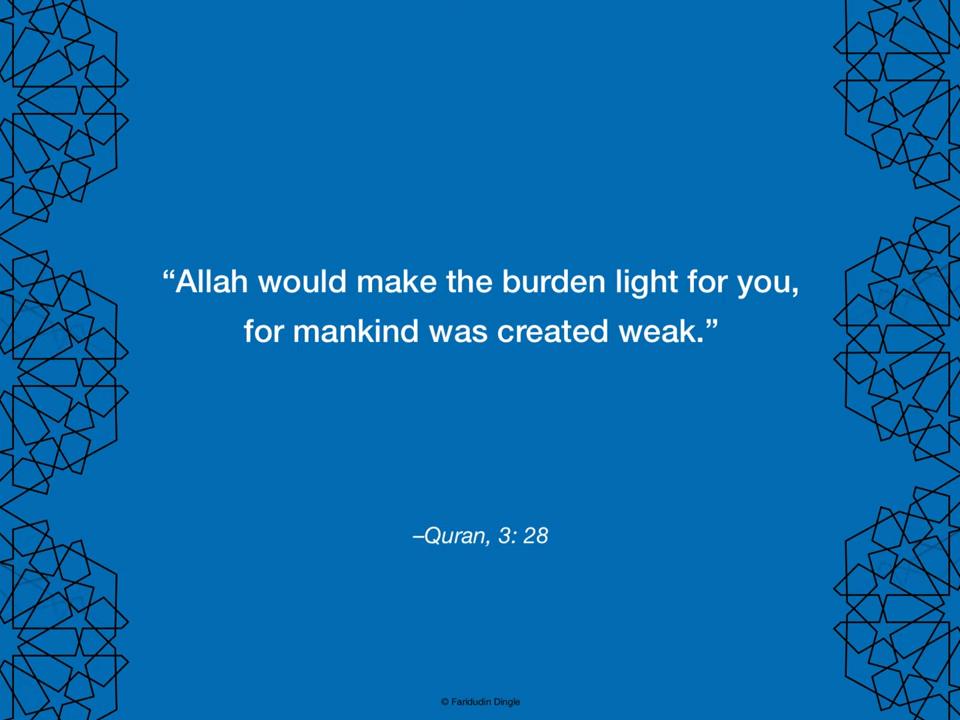 “Allah would make the burden light for you,
for mankind was created weak.”
–Quran, 3: 28
© Faridudin Dingle